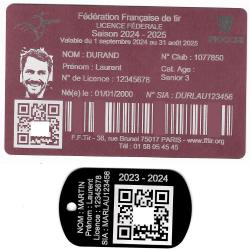 Fédération Française de tir
LICENCE FÉDÉRALE
Saison 2024 - 2025
Valable du 1 septembre 2024 au 31 août 2025
NOM : DURAND
N° Club : 1077850
Prénom : Laurent
Cat. Age :
N° de Licence : 12345678
Senior 3
Né(e) le : 01/01/2000
N° SIA : DURLAU123456
F.F.Tir - 38, rue Brunel 75017 PARIS - www.fftir.org
Tél : 01 58 05 45 45
2023 - 2024
NOM : MARTIN
Prénom : Laurent
Licence : 12345678
SIA : MARLAU123456